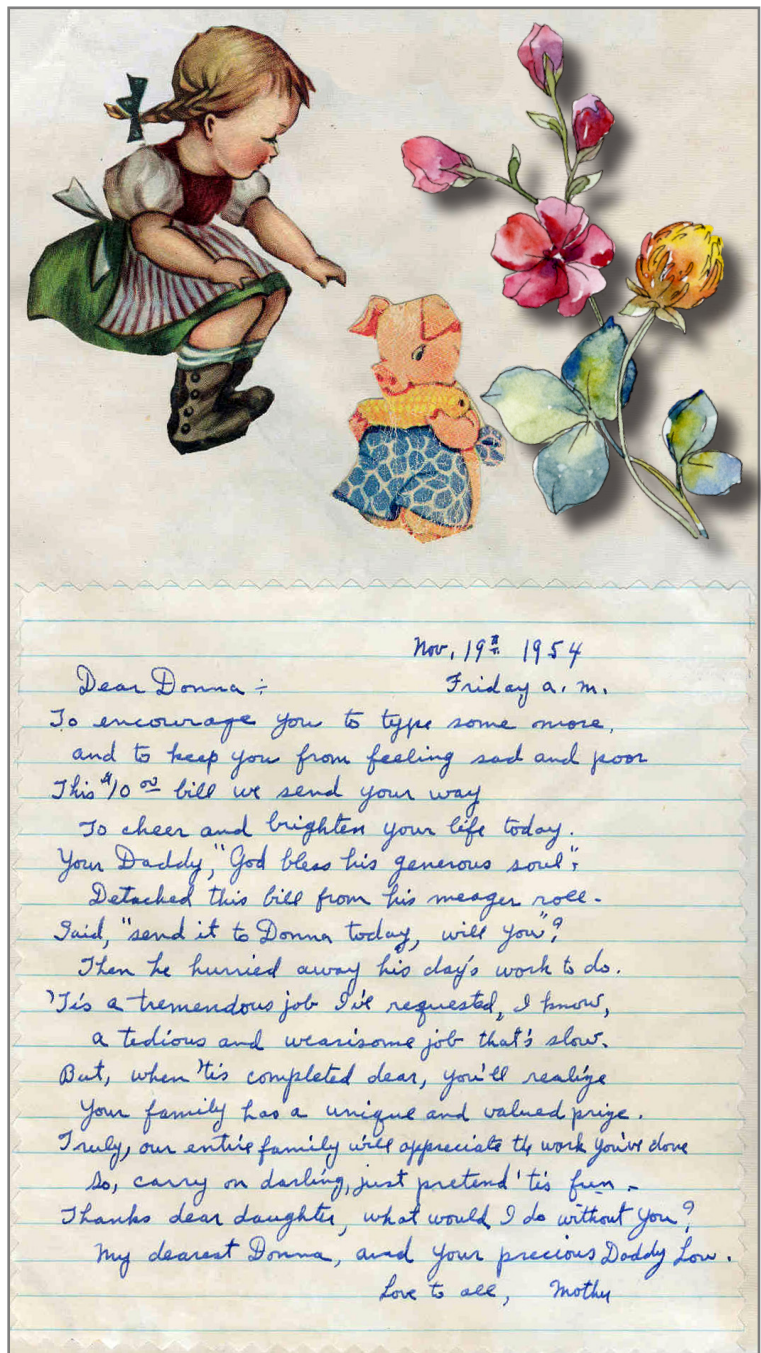 Nov. 19th 1954
Dear Donna ÷ Friday a.m.
To encourage you to type some more,
and to keep you from feeling sad and poor
This $10.00 bill we send your way
To cheer and brighten your life today.
Your Daddy, "God bless his generous soul",
Detached this bill from his meager roll.
Said, "send it to Donna today, will you"?
Then he hurried away his day's work to do.
'Tis a tremendous job I've requested, I know,
a tedious and wearisome job that's slow.
But, when 'tis completed dear, you'll realize
Your family has a unique and valued prize.
Truly, our entire family will appreciate the work you've done
So, carry on darling, just pretend 'tis fun.
Thanks dear daughter, what would I do without you?
My dearest Donna, and your precious Daddy Lou.
Love to all, Mother